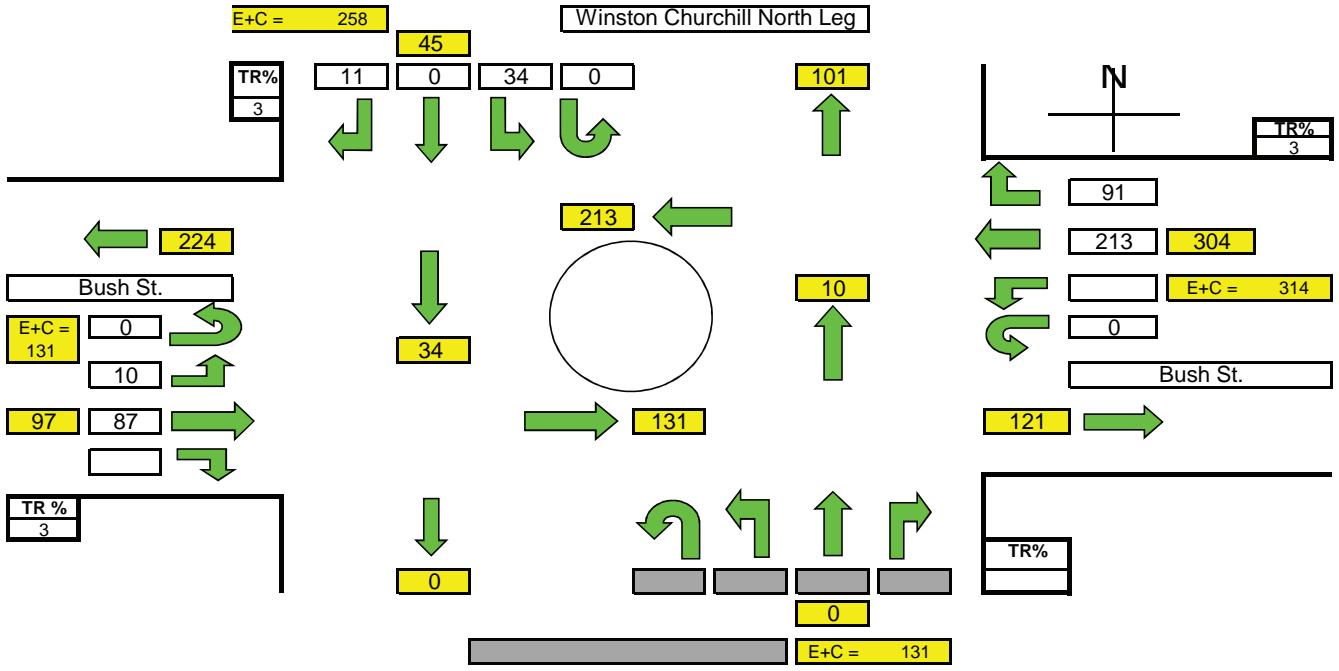 E+C = 258
Winston Churchill North Leg
45
TR%
3
11 0 34 0
101
N
TR%
3
91
213
224
213 304
Bush St.
E+C =
131
0
10
E+C = 314
0
34
10
Bush St.
97 87
131
121
TR %
3
TR%
0
0
E+C = 131